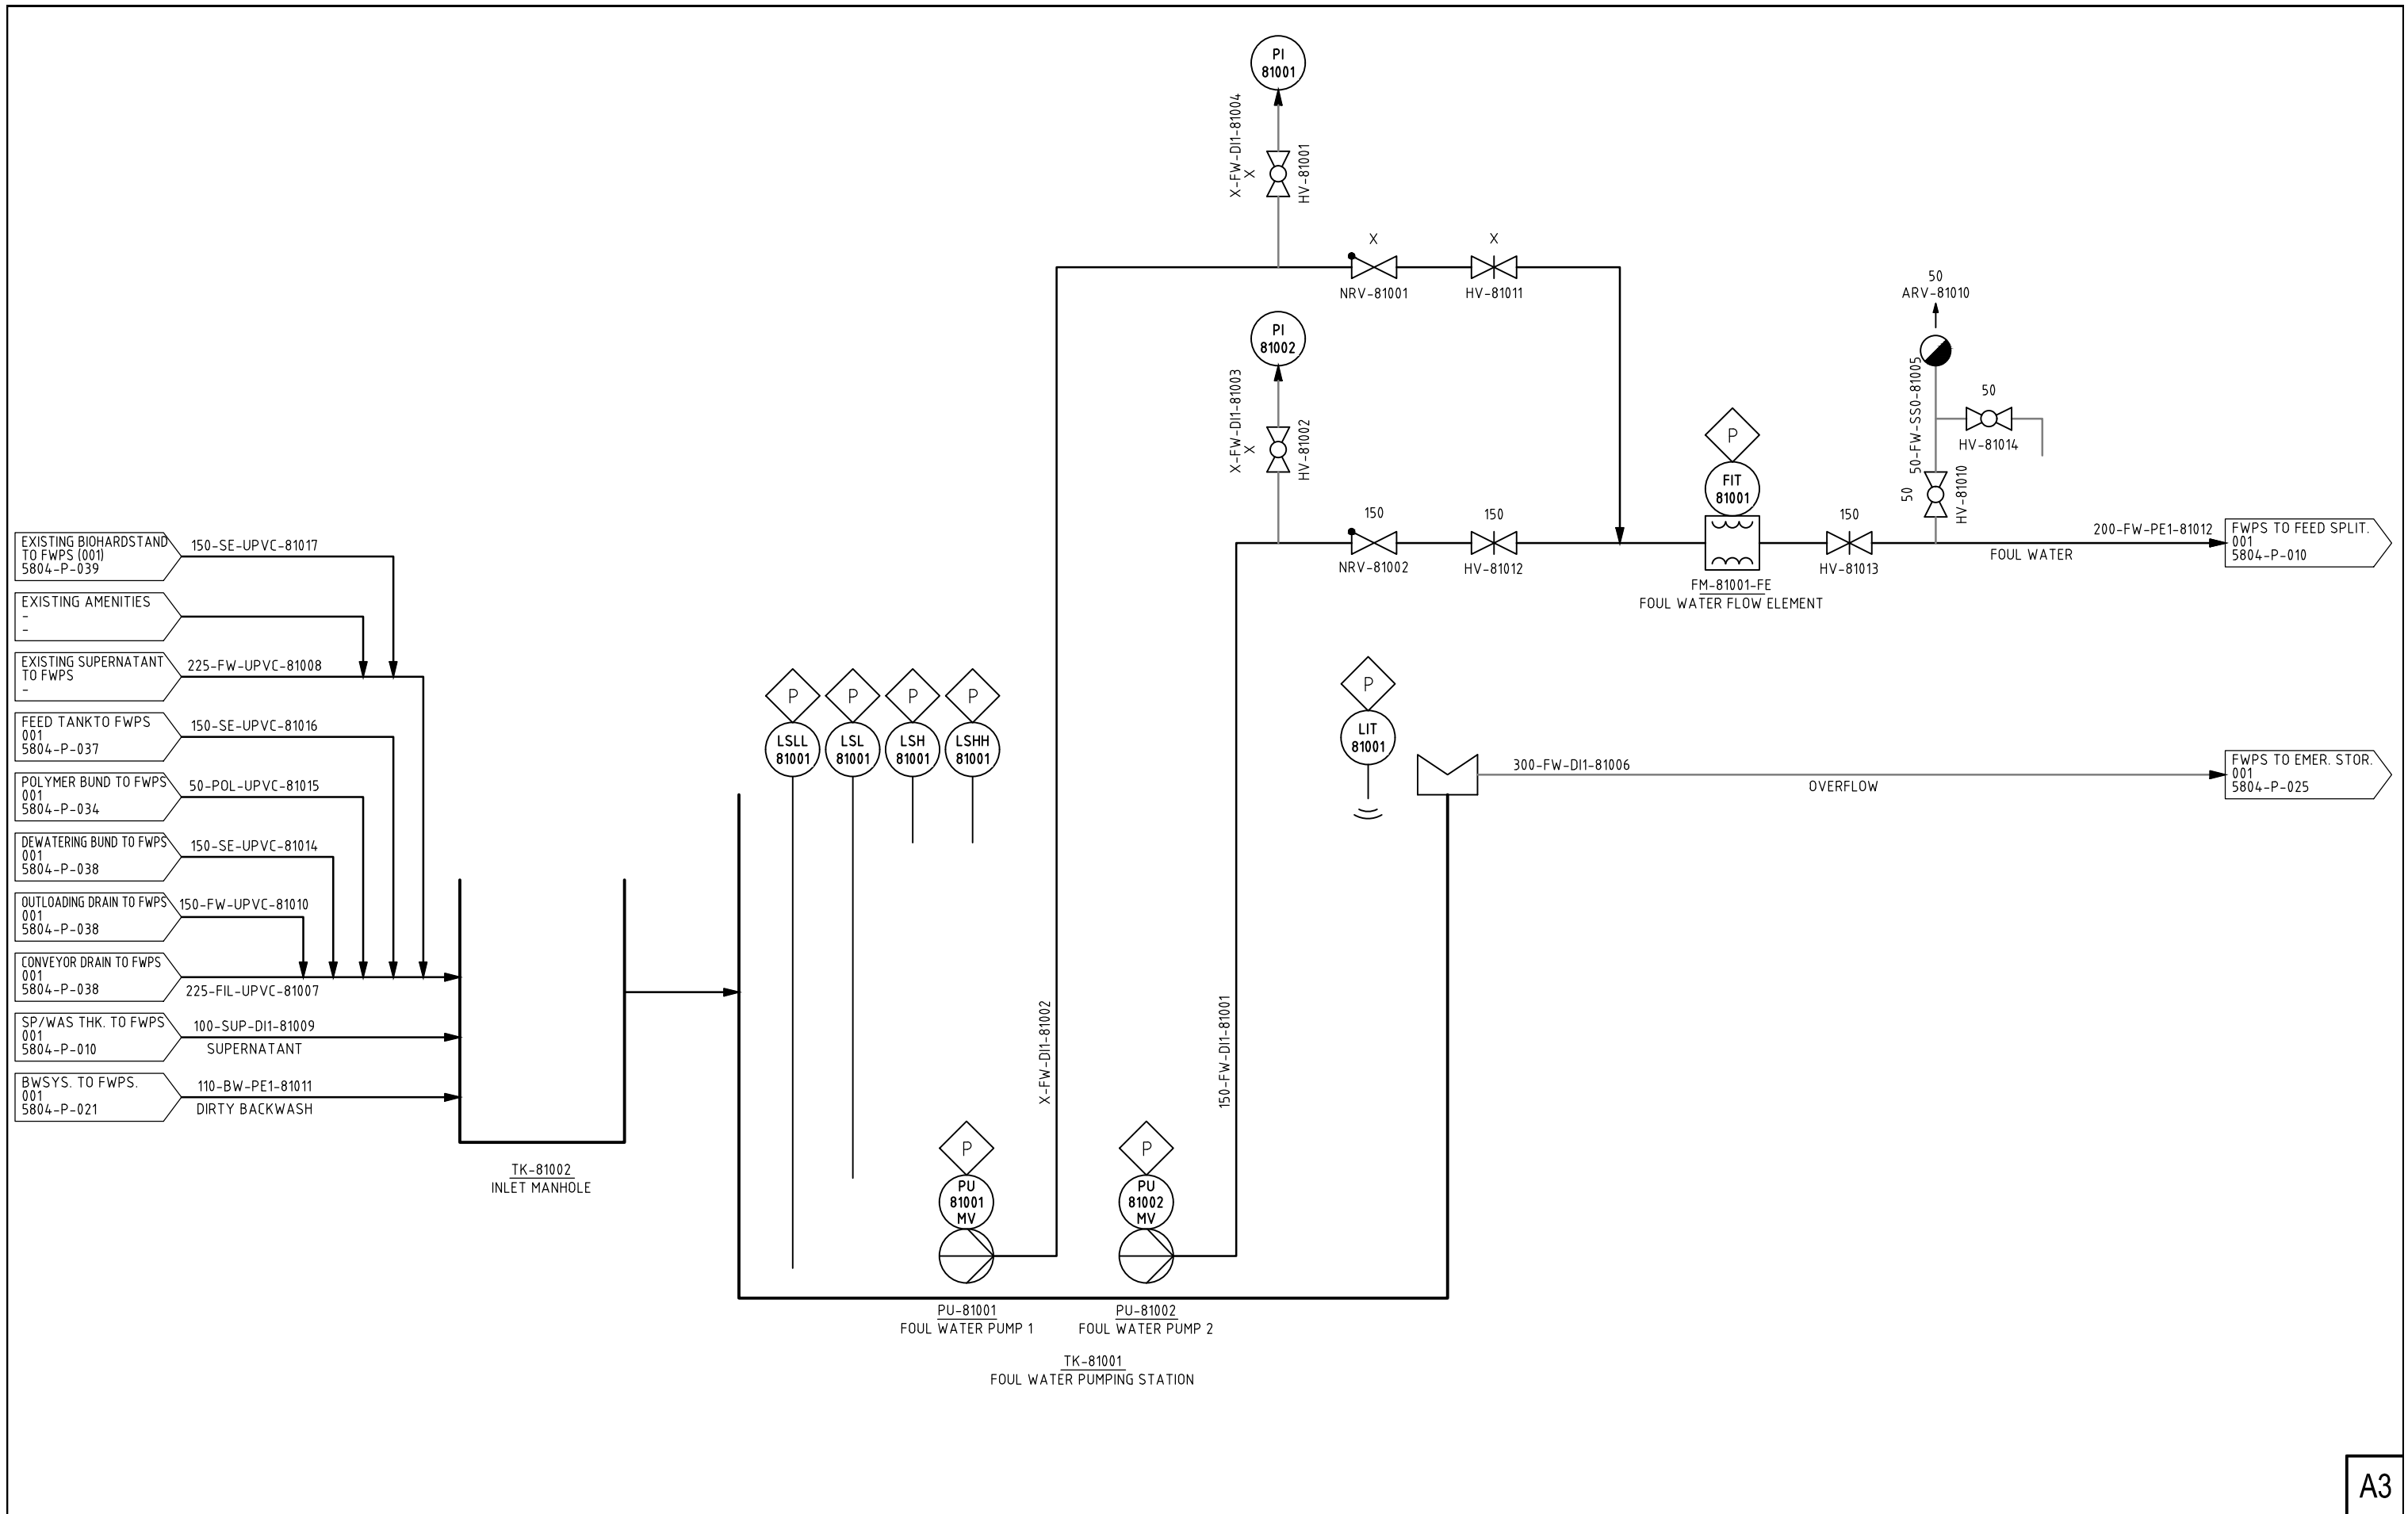 PI
81001
X-FW-DI1-81004
X
HV-81001
X
NRV-81001
X
HV-81011
PI
81002
X-FW-DI1-81003
X
HV-81002
150
NRV-81002
150
HV-81012
P
FIT
81001
FM-81001-FE
FOUL WATER FLOW ELEMENT
150
HV-81013
50
ARV-81010
50-FW-SS0-81005
50
HV-81014
50
HV-81010
200-FW-PE1-81012
FOUL WATER
FWPS TO FEED SPLIT.
001
5804-P-010
EXISTING BIOHARDSTAND
TO FWPS (001)
5804-P-039
150-SE-UPVC-81017
EXISTING AMENITIES
-
-
EXISTING SUPERNATANT
TO FWPS
-
225-FW-UPVC-81008
FEED TANKTO FWPS
001
5804-P-037
150-SE-UPVC-81016
POLYMER BUND TO FWPS
001
5804-P-034
50-POL-UPVC-81015
DEWATERING BUND TO FWPS
001
5804-P-038
150-SE-UPVC-81014
OUTLOADING DRAIN TO FWPS
001
5804-P-038
150-FW-UPVC-81010
CONVEYOR DRAIN TO FWPS
001
5804-P-038
225-FIL-UPVC-81007
SP/WAS THK. TO FWPS
001
5804-P-010
100-SUP-DI1-81009
SUPERNATANT
BWSYS. TO FWPS.
001
5804-P-021
110-BW-PE1-81011
DIRTY BACKWASH
TK-81002
INLET MANHOLE
P
LSLL
81001
P
LSL
81001
P
LSH
81001
P
LSHH
81001
P
LIT
81001
300-FW-DI1-81006
OVERFLOW
FWPS TO EMER. STOR.
001
5804-P-025
X-FW-DI1-81002
150-FW-DI1-81001
P
PU
81001
MV
P
PU
81002
MV
PU-81001
FOUL WATER PUMP 1
PU-81002
FOUL WATER PUMP 2
TK-81001
FOUL WATER PUMPING STATION
A3